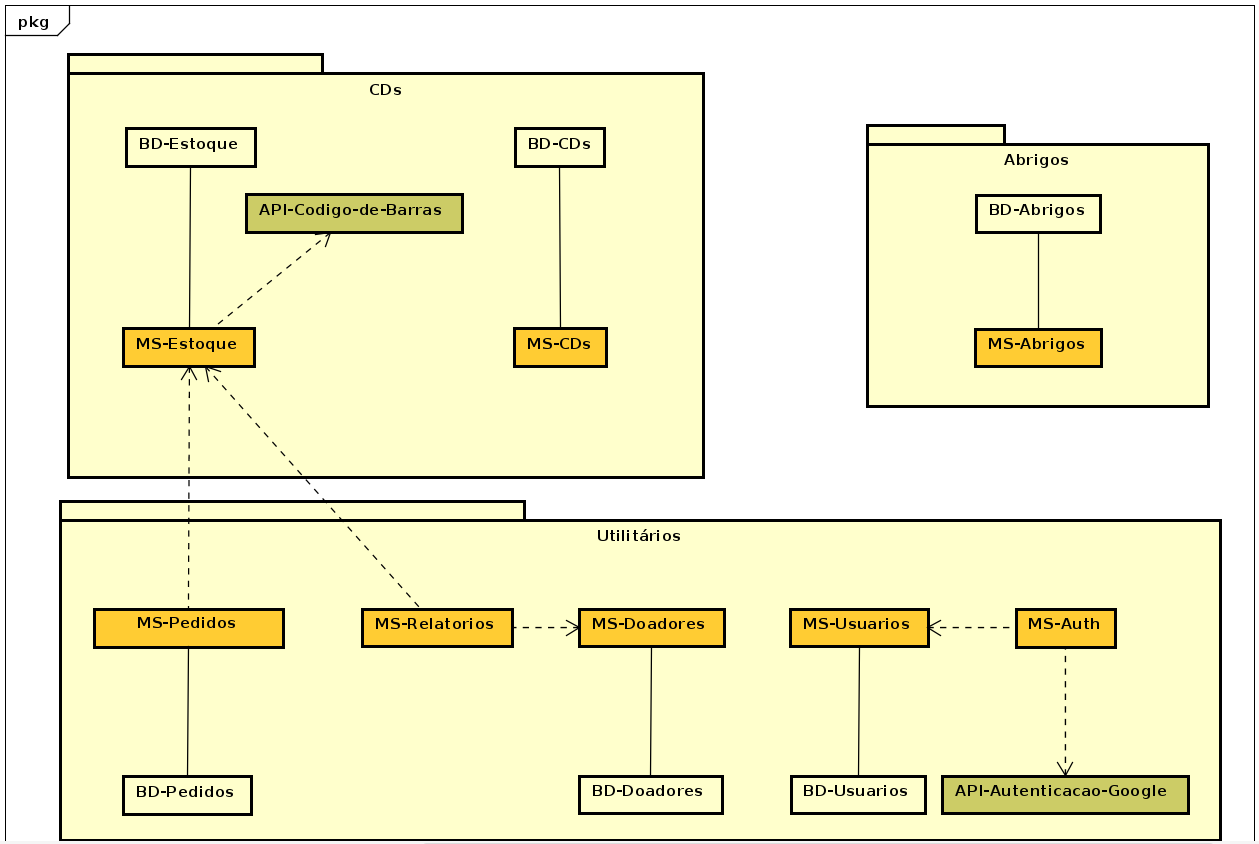 pkg
CDs
BD-Estoque
BD-CDs
API-Codigo-de-Barras
MS-Estoque
MS-CDs
Abrigos
BD-Abrigos
MS-Abrigos
Utilitários
MS-Pedidos
MS-Relatorios
MS-Doadores
MS-Usuarios
MS-Auth
BD-Pedidos
BD-Doadores
BD-Usuarios
API-Autenticacao-Google